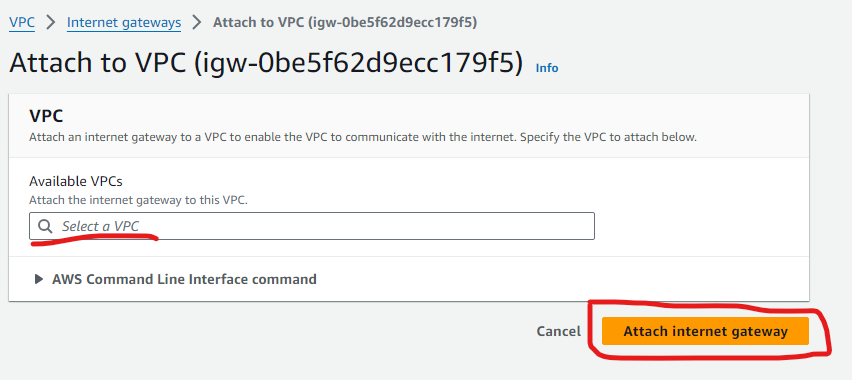 VPC > Internet gateways > Attach to VPC (igw-0be5f62d9ecc179f5)
Attach to VPC (igw-0be5f62d9ecc179f5) Info
VPC
Attach an internet gateway to a VPC to enable the VPC to communicate with the internet. Specify the VPC to attach below.
Available VPCs
Attach the internet gateway to this VPC.
Select a VPC
AWS Command Line Interface command
Cancel Attach internet gateway